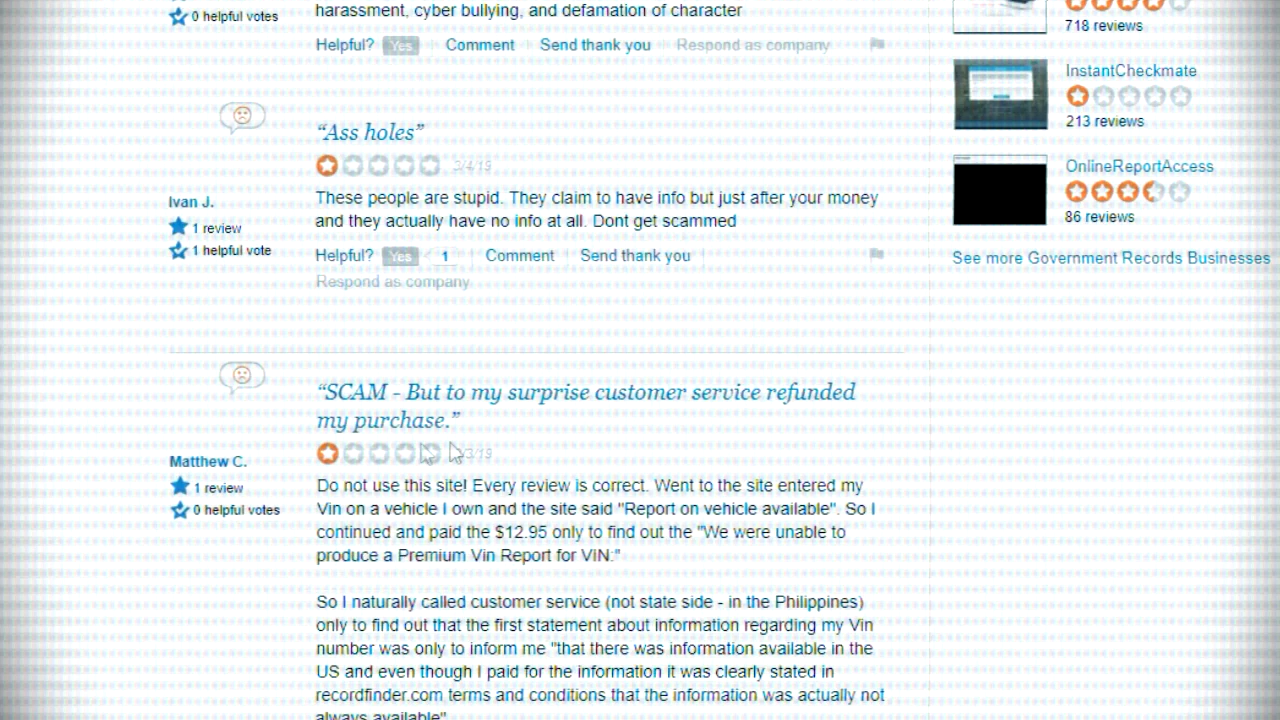 0 helpful votes
harassment, cyber bullying, and defamation of character
Helpful? Yes Comment Send thank you Respond as company
“Ass holes”
3/4/19
Ivan J.
1 review
1 helpful vote
These people are stupid. They claim to have info but just after your money
and they actually have no info at all. Dont get scammed
Helpful? Yes 1 Comment Send thank you
Respond as company
“SCAM - But to my surprise customer service refunded
my purchase.”
3/19
Matthew C.
1 review
0 helpful votes
Do not use this site! Every review is correct. Went to the site entered my
Vin on a vehicle I own and the site said "Report on vehicle available". So I
continued and paid the $12.95 only to find out the "We were unable to
produce a Premium Vin Report for VIN:"
So I naturally called customer service (not state side - in the Philippines)
only to find out that the first statement about information regarding my Vin
number was only to inform me "that there was information available in the
US and even though I paid for the information it was clearly stated in
recordfinder.com terms and conditions that the information was actually not
always available"
718 reviews
InstantCheckmate
213 reviews
OnlineReportAccess
86 reviews
See more Government Records Businesses